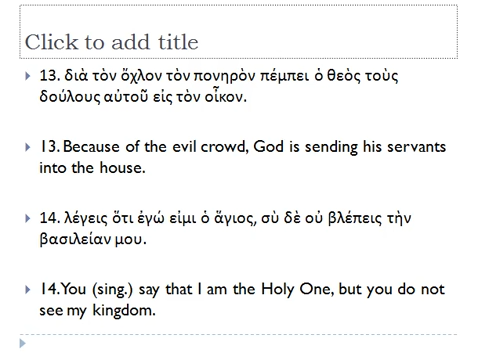 Click to add title
13. διὰ τὸν ὄχλον τὸν πονηρὸν πέμπει ὁ θεὸς τοὺς
δούλους αὐτοῦ εἰς τὸν οἶκον.
13. Because of the evil crowd, God is sending his servants
into the house.
14. λέγεις ὅτι ἐγώ εἰμι ὁ ἅγιος, σὺ δὲ οὐ βλέπεις τὴν
βασιλείαν μου.
14.You (sing.) say that I am the Holy One, but you do not
see my kingdom.